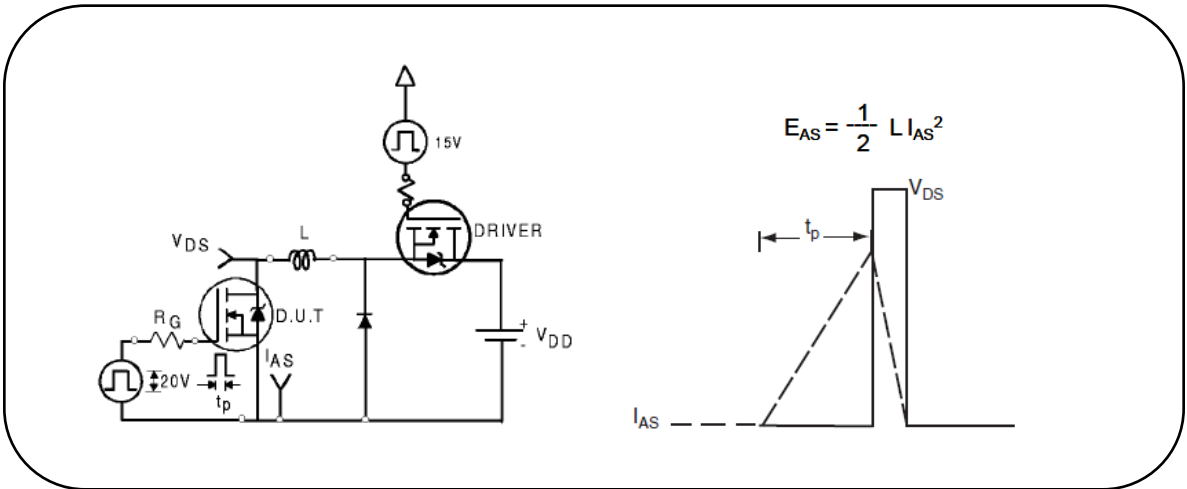 15V
DRIVER
L
VDS
D.U.T
RG
IAS
20V
tp
+
-
VDD
EAS = 1/2 L IAS²
VDS
tp
IAS